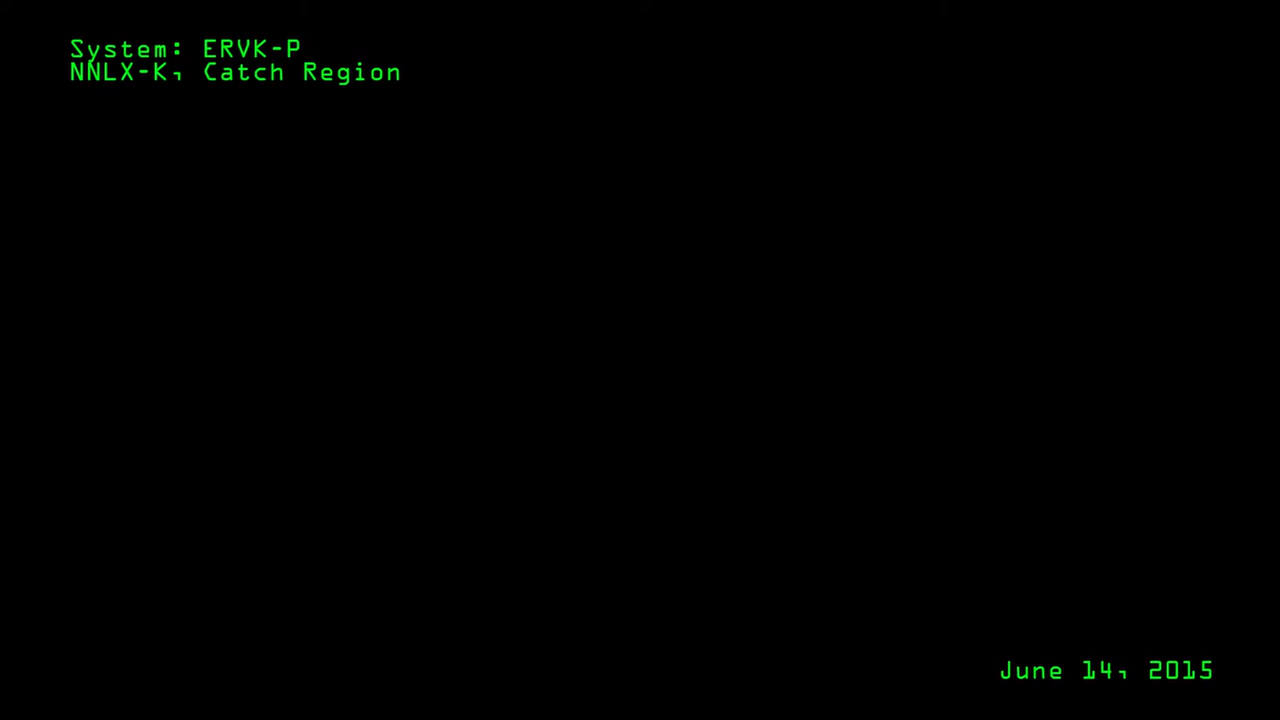 System: ERVK-P
NNLX-K, Catch Region
June 14, 2015